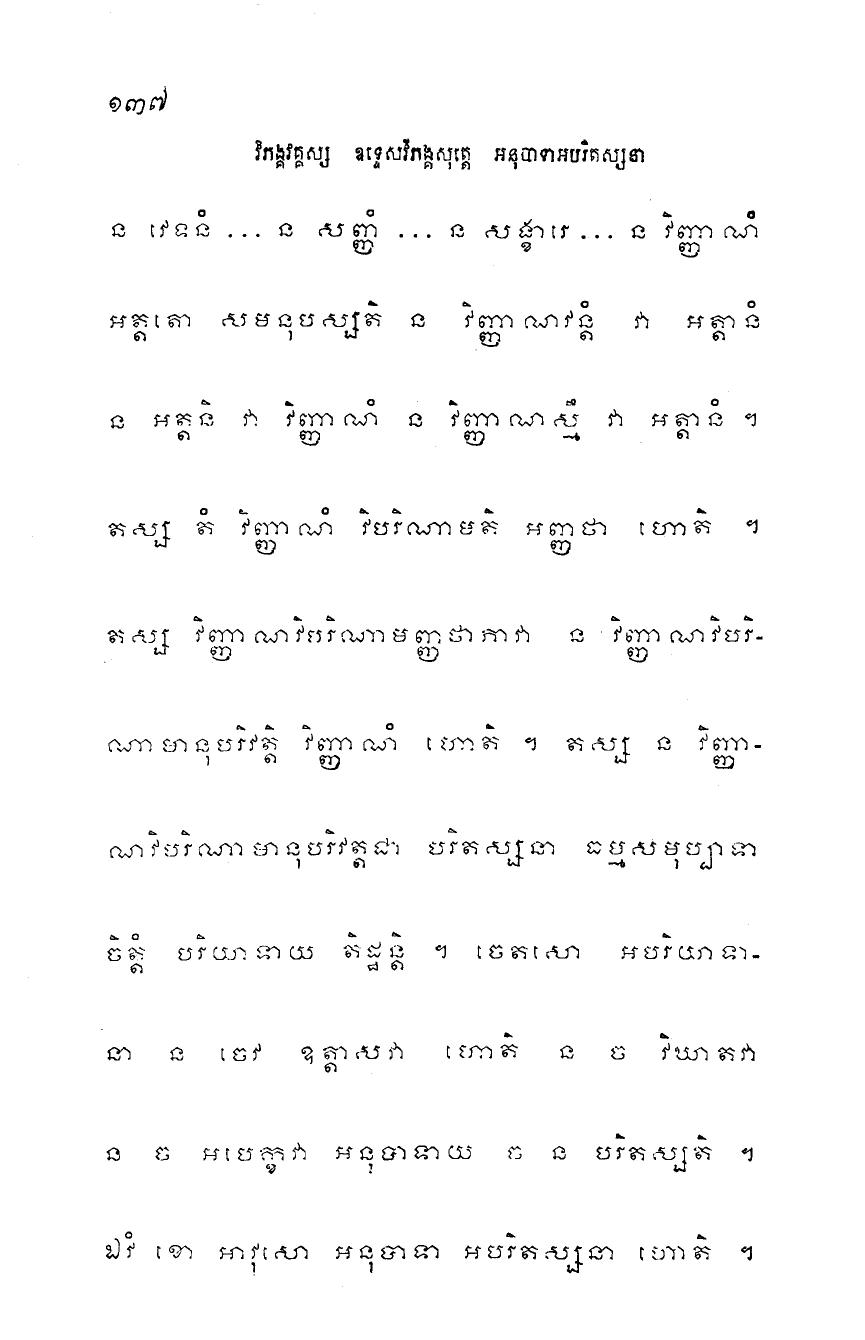 ១៣៧
វិភង្គវគ្គស្ស ឧទ្ទេសវិភង្គសុត្តេ អនុបាទាអបរិតស្សនា
ន វេទនំ ... ន សញ្ញំ ... ន សង្ខារេ ... ន វិញ្ញាណំ
អត្តតោ សមនុបស្សតិ ន វិញ្ញាណវន្តំ វា អត្តានំ
ន អត្តនិ វា វិញ្ញាណំ ន វិញ្ញាណស្មឹ វា អត្តានំ ។
តស្ស តំ វិញ្ញាណំ វិបរិណាមតិ អញ្ញថា ហោតិ ។
តស្ស វិញ្ញាណវិបរិណាមញ្ញថាភាវា ន វិញ្ញាណវិបរិ-
ណាមានុបរិវត្តិ វិញ្ញាណំ ហោតិ ។ តស្ស ន វិញ្ញា-
ណវិបរិណាមានុបរិវត្តជា បរិតស្សនា ធម្មសមុប្បាទា
ចិត្តំ បរិយាទាយ តិដ្ឋន្តិ ។ ចេតសោ អបរិយាទា-
នា ន ចេវ ឧត្តាសវា ហោតិ ន ច វិឃាតវា
ន ច អបេក្ខវា អនុបាទាយ ច ន បរិតស្សតិ ។
ឯវំ ខោ អាវុសោ អនុបាទា អបរិតស្សនា ហោតិ ។